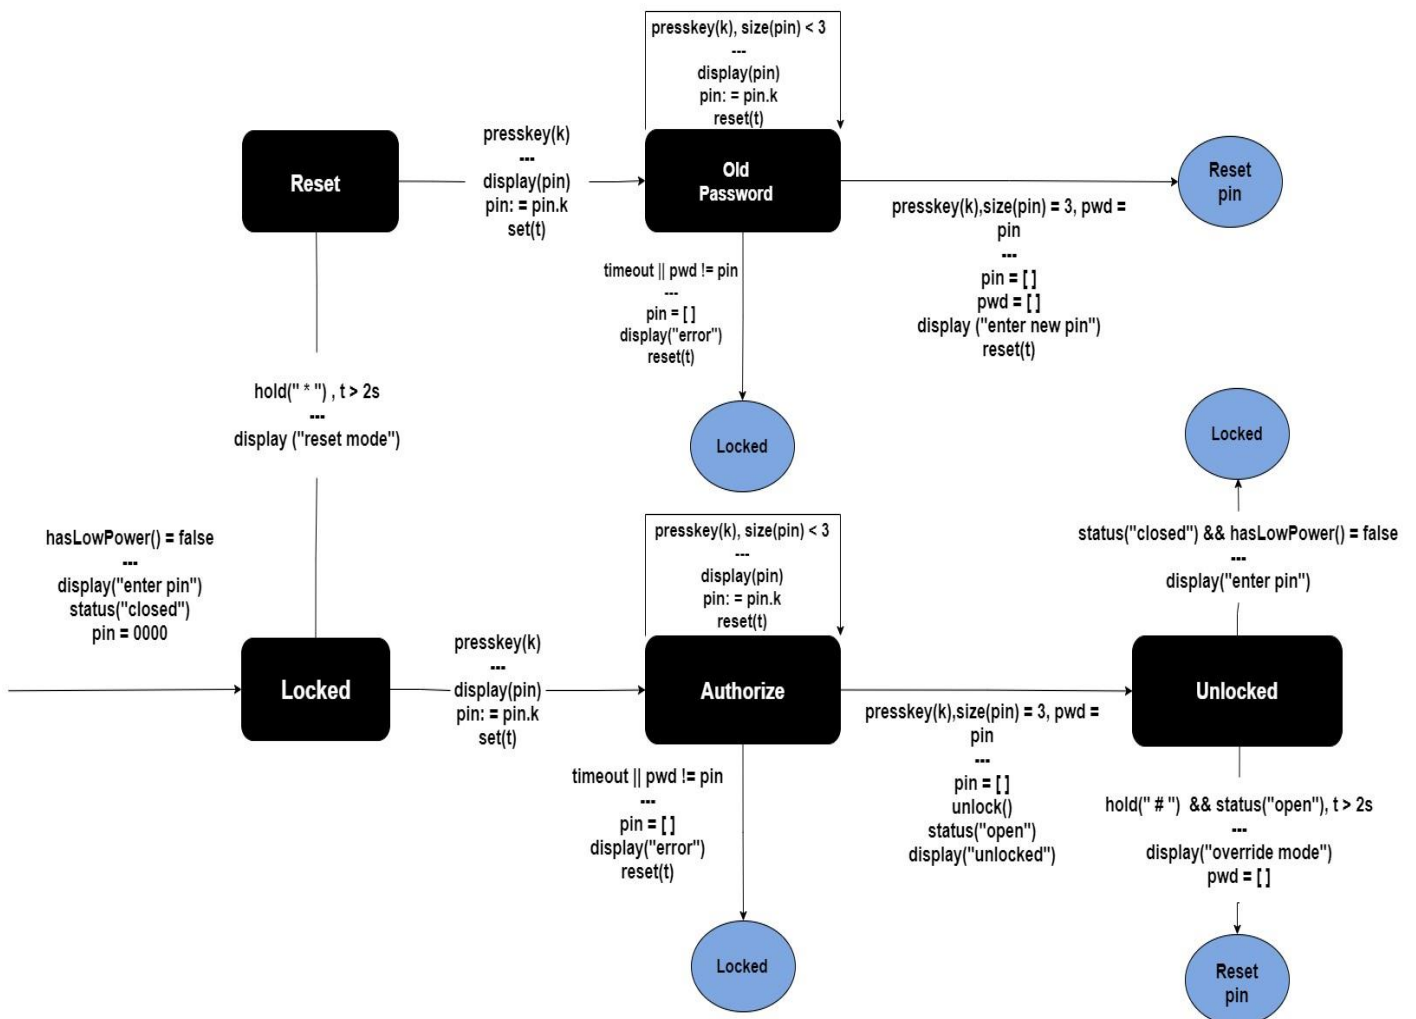 presskey(k), size(pin) < 3
---
display(pin)
pin: = pin.k
reset(t)
Reset
presskey(k)
---
display(pin)
pin: = pin.k
set(t)
Old
Password
presskey(k),size(pin) = 3, pwd =
pin
---
pin = [ ]
pwd = [ ]
display ("enter new pin")
reset(t)
Reset
pin
timeout || pwd != pin
---
pin = [ ]
display("error")
reset(t)
Locked
hold(" * ") , t > 2s
---
display ("reset mode")
Locked
status("closed") && hasLowPower() = false
---
display("enter pin")
hasLowPower() = false
---
display("enter pin")
status("closed")
pin = 0000
Locked
presskey(k)
---
display(pin)
pin: = pin.k
set(t)
presskey(k), size(pin) < 3
---
display(pin)
pin: = pin.k
reset(t)
Authorize
presskey(k),size(pin) = 3, pwd =
pin
---
pin = [ ]
unlock()
status("open")
display("unlocked")
Unlocked
timeout || pwd != pin
---
pin = [ ]
display("error")
reset(t)
Locked
hold(" # ") && status("open"), t > 2s
---
display("override mode")
pwd = [ ]
Reset
pin